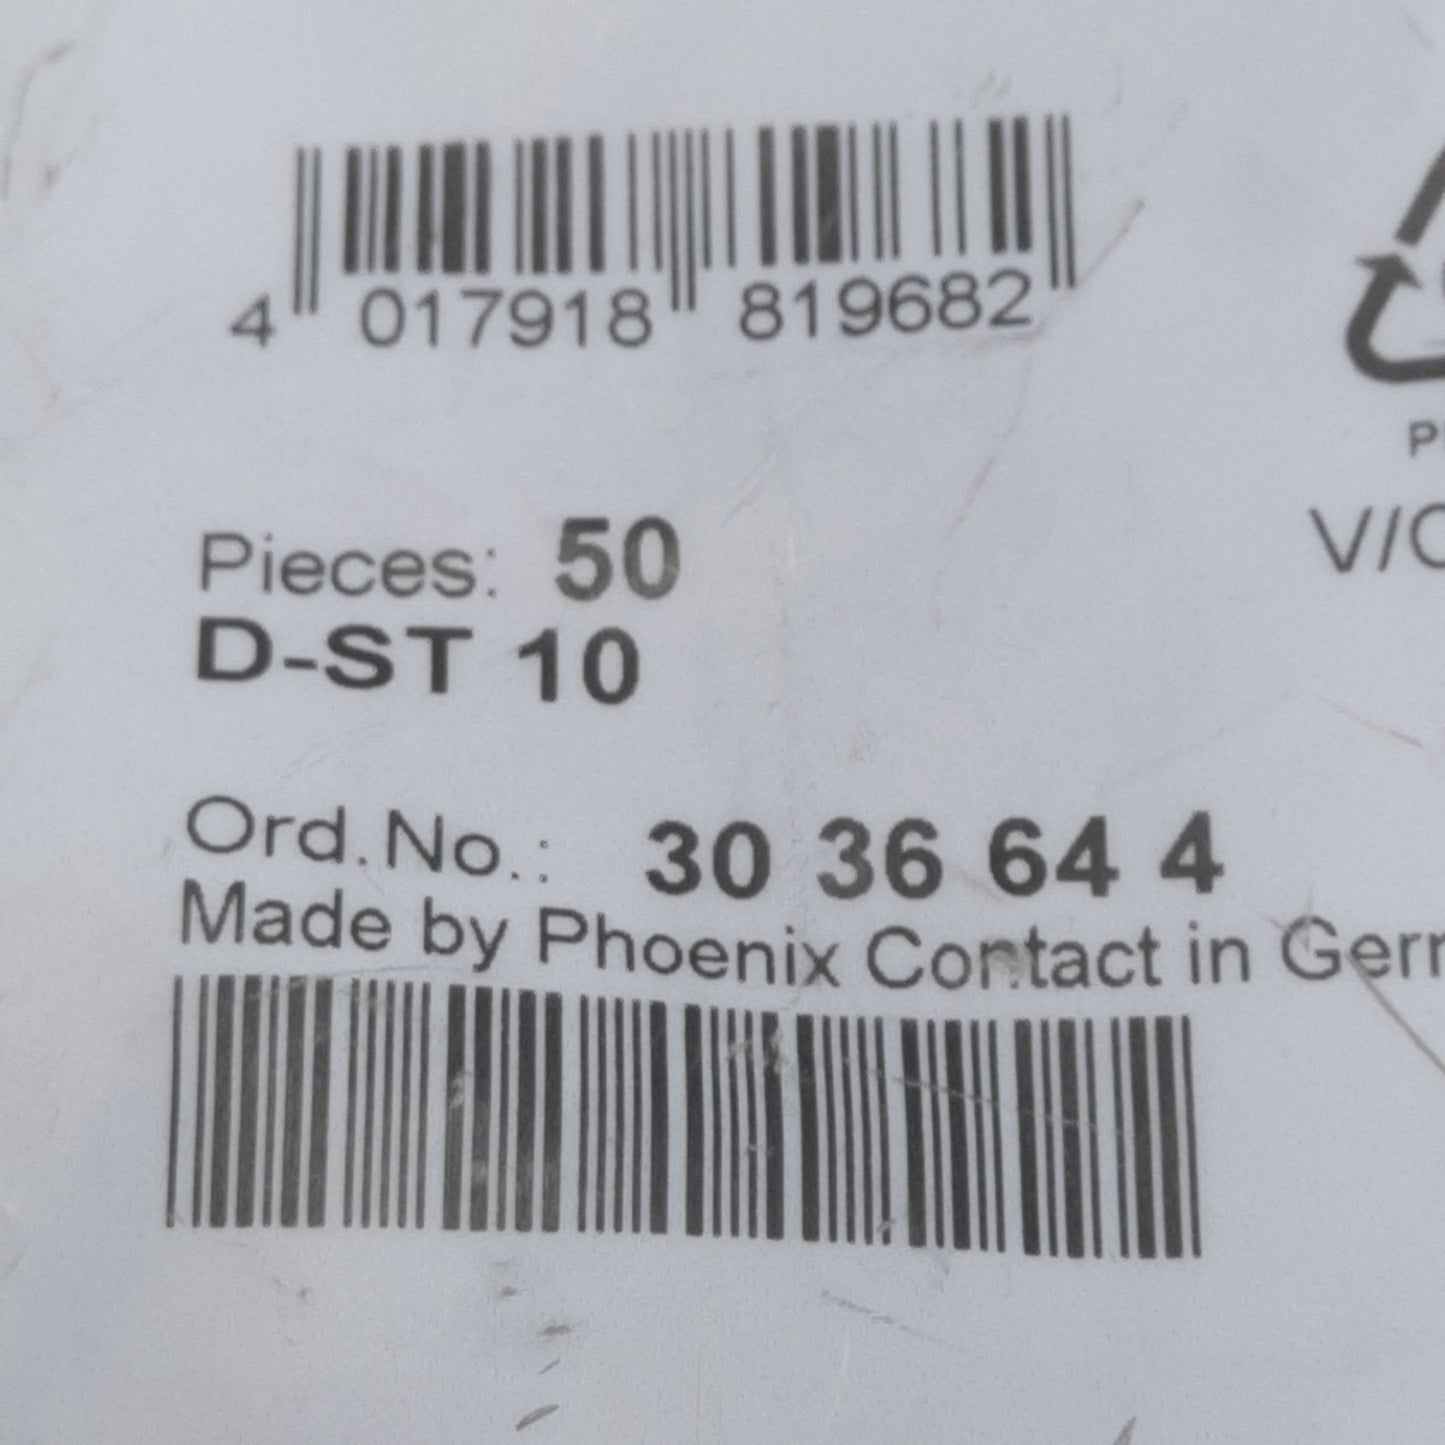 4 017918 819682
Pieces: 50
D-ST 10
V/C
Ord.No.: 30 36 64 4
Made by Phoenix Contact in Germ